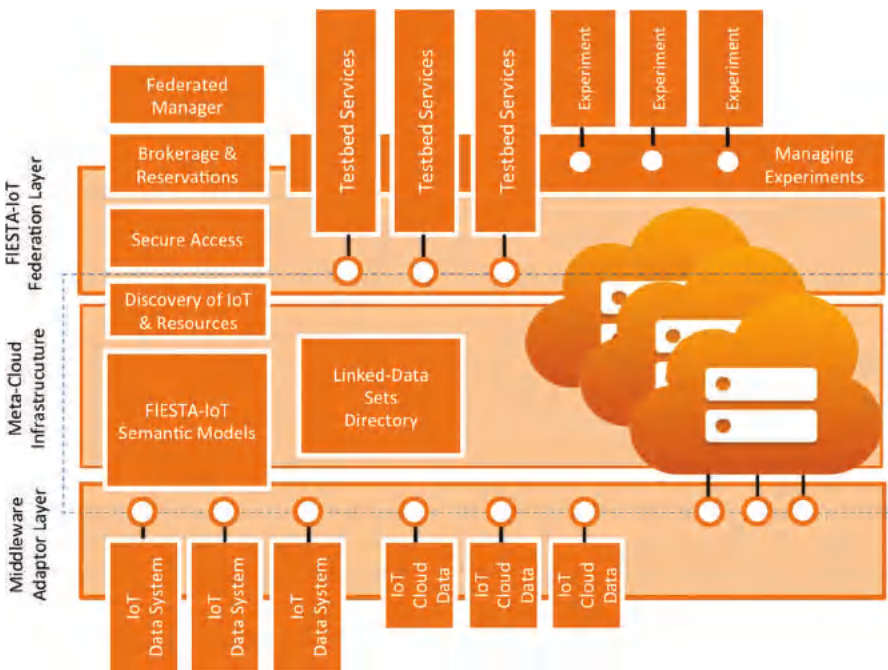 Federated
Manager
Testbed Services
Testbed Services
Testbed Services
Experiment
Experiment
Experiment
Brokerage &
Reservations
Managing
Experiments
FIESTA-IoT
Federation Layer
Secure Access
Discovery of IoT
& Resources
Meta-Cloud
Infrastrucuture
FIESTA-IoT
Semantic Models
Linked-Data
Sets
Directory
Middleware
Adaptor Layer
IoT
Data System
IoT
Data System
IoT
Data System
IoT
Cloud
Data
IoT
Cloud
Data
IoT
Cloud
Data